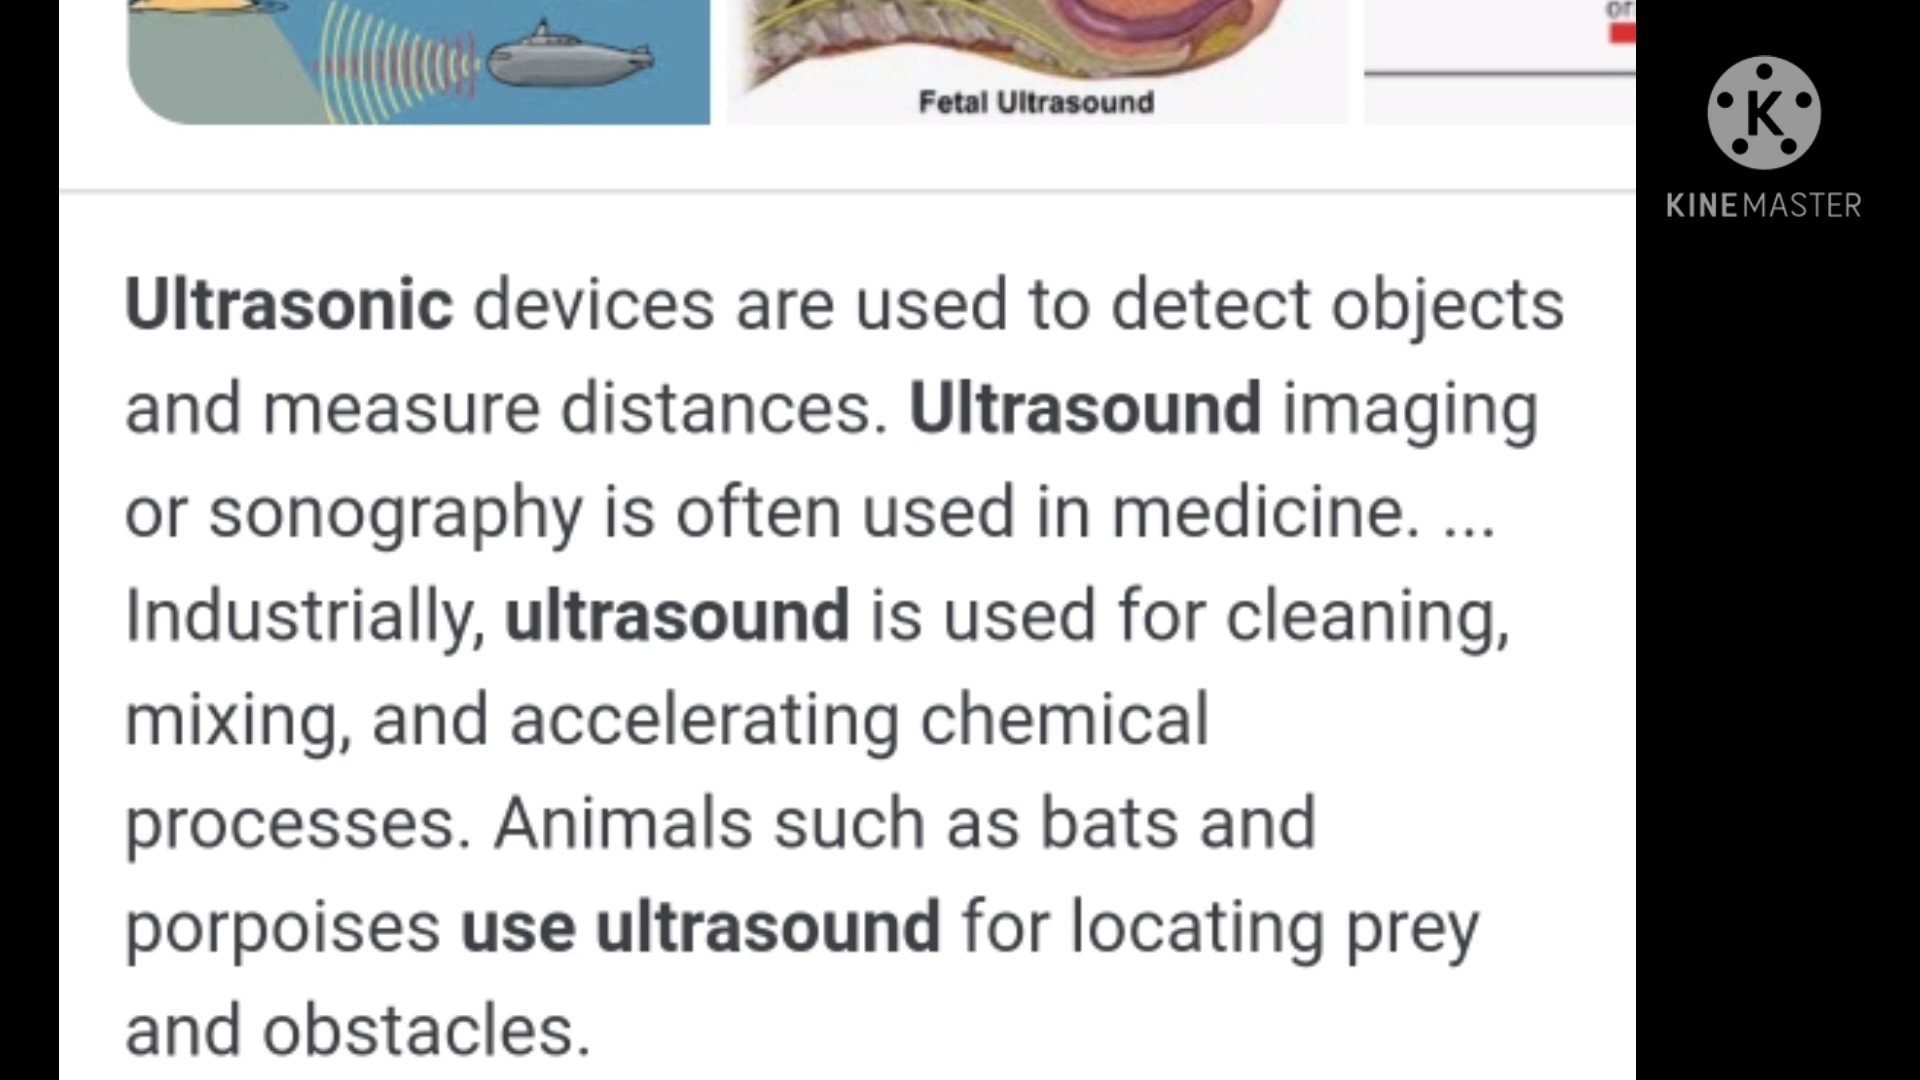 Fetal Ultrasound
K
KINEMASTER
Ultrasonic devices are used to detect objects
and measure distances. Ultrasound imaging
or sonography is often used in medicine. ...
Industrially, ultrasound is used for cleaning,
mixing, and accelerating chemical
processes. Animals such as bats and
porpoises use ultrasound for locating prey
and obstacles.